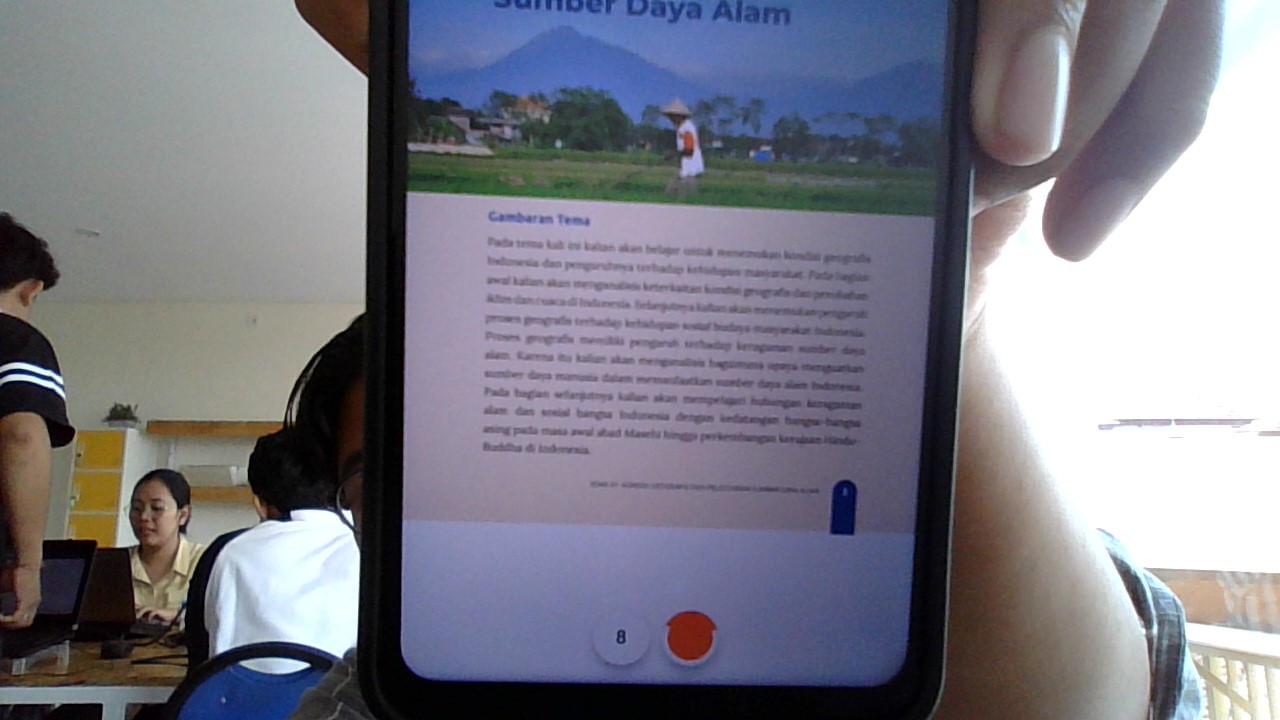 Sumber Daya Alam
Gambaran Tema
Pada tema kali ini kalian akan belajar untuk menemukan kondisi geografis
Indonesia dan pengaruhnya terhadap kehidupan masyarakat. Pada bagian
awal kalian akan menganalisis keterkaitan kondisi geografis dan perubahan
iklim dan cuaca di Indonesia. Selanjutnya kalian akan menemukan pengaruh
proses geografis terhadap kehidupan sosial budaya masyarakat Indonesia.
Proses geografis memiliki pengaruh terhadap keragaman sumber daya
alam. Karena itu kalian akan menganalisis bagaimana upaya menguatkan
sumber daya manusia dalam memanfaatkan sumber daya alam Indonesia.
Pada bagian selanjutnya kalian akan mempelajari hubungan keragaman
alam dan sosial bangsa Indonesia dengan kedatangan bangsa-bangsa
asing pada masa awal abad Masehi hingga perkembangan kerajaan Hindu-
Buddha di Indonesia.
8